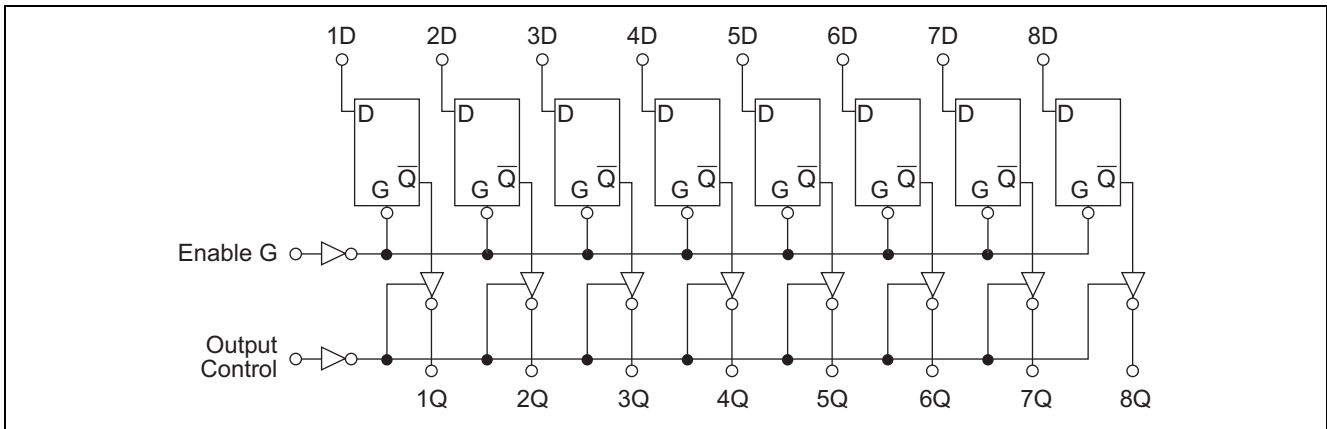 1D 2D 3D 4D 5D 6D 7D 8D
D D D D D D D D
Q̅ Q̅ Q̅ Q̅ Q̅ Q̅ Q̅ Q̅
G G G G G G G G
Enable G
Output
Control
1Q 2Q 3Q 4Q 5Q 6Q 7Q 8Q